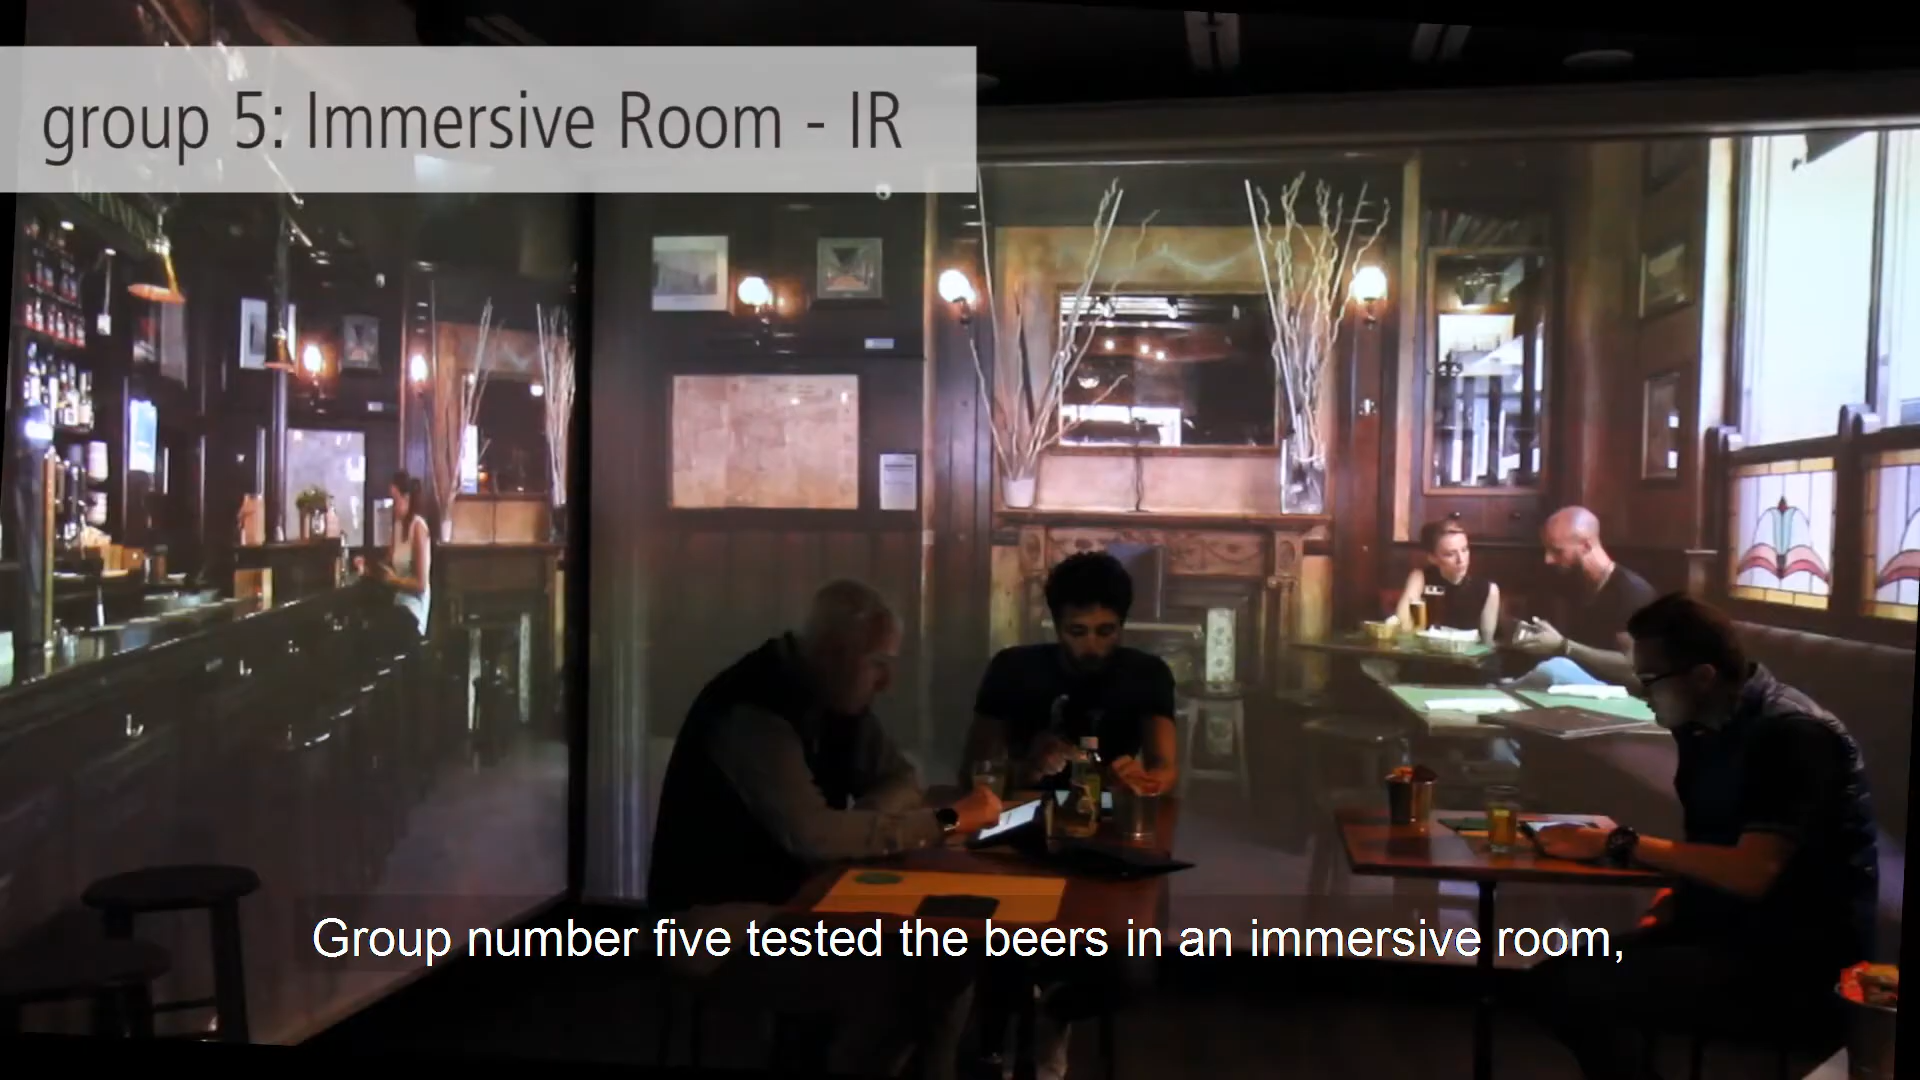 group 5: Immersive Room - IR
Group number five tested the beers in an immersive room,